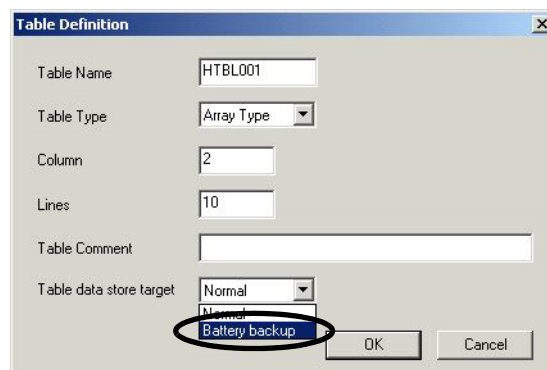 Table Definition
Table Name HTBL001
Table Type Array Type
Column 2
Lines 10
Table Comment
Table data store target Normal
Normal
Battery backup
OK Cancel